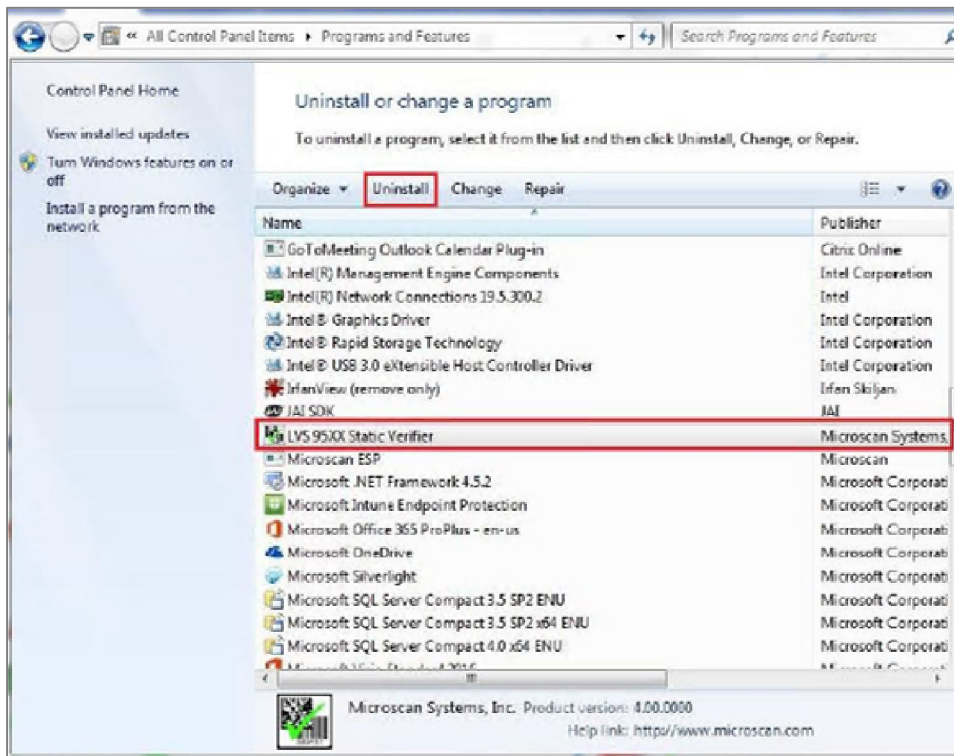 « All Control Panel Items ▸ Programs and Features
Search Programs and Features
Control Panel Home
View installed updates
Turn Windows features on or
off
Install a program from the
network
Uninstall or change a program
To uninstall a program, select it from the list and then click Uninstall, Change, or Repair.
Organize Uninstall Change Repair
Name Publisher
GoToMeeting Outlook Calendar Plug-in Citrix Online
Intel(R) Management Engine Components Intel Corporation
Intel(R) Network Connections 19.5.300.2 Intel
Intel® Graphics Driver Intel Corporation
Intel® Rapid Storage Technology Intel Corporation
Intel® USB 3.0 eXtensible Host Controller Driver Intel Corporation
IrfanView (remove only) Irfan Skiljan
JAI SDK JAI
LVS 95XX Static Verifier Microscan Systems,
Microscan ESP Microscan
Microsoft .NET Framework 4.5.2 Microsoft Corporati
Microsoft Intune Endpoint Protection Microsoft Corporati
Microsoft Office 365 ProPlus - en-us Microsoft Corporati
Microsoft OneDrive Microsoft Corporati
Microsoft Silverlight Microsoft Corporati
Microsoft SQL Server Compact 3.5 SP2 ENU Microsoft Corporati
Microsoft SQL Server Compact 3.5 SP2 x64 ENU Microsoft Corporati
Microsoft SQL Server Compact 4.0 x64 ENU Microsoft Corporati
Microscan Systems, Inc. Product version: 4.00.0000
Help link: http://www.microscan.com